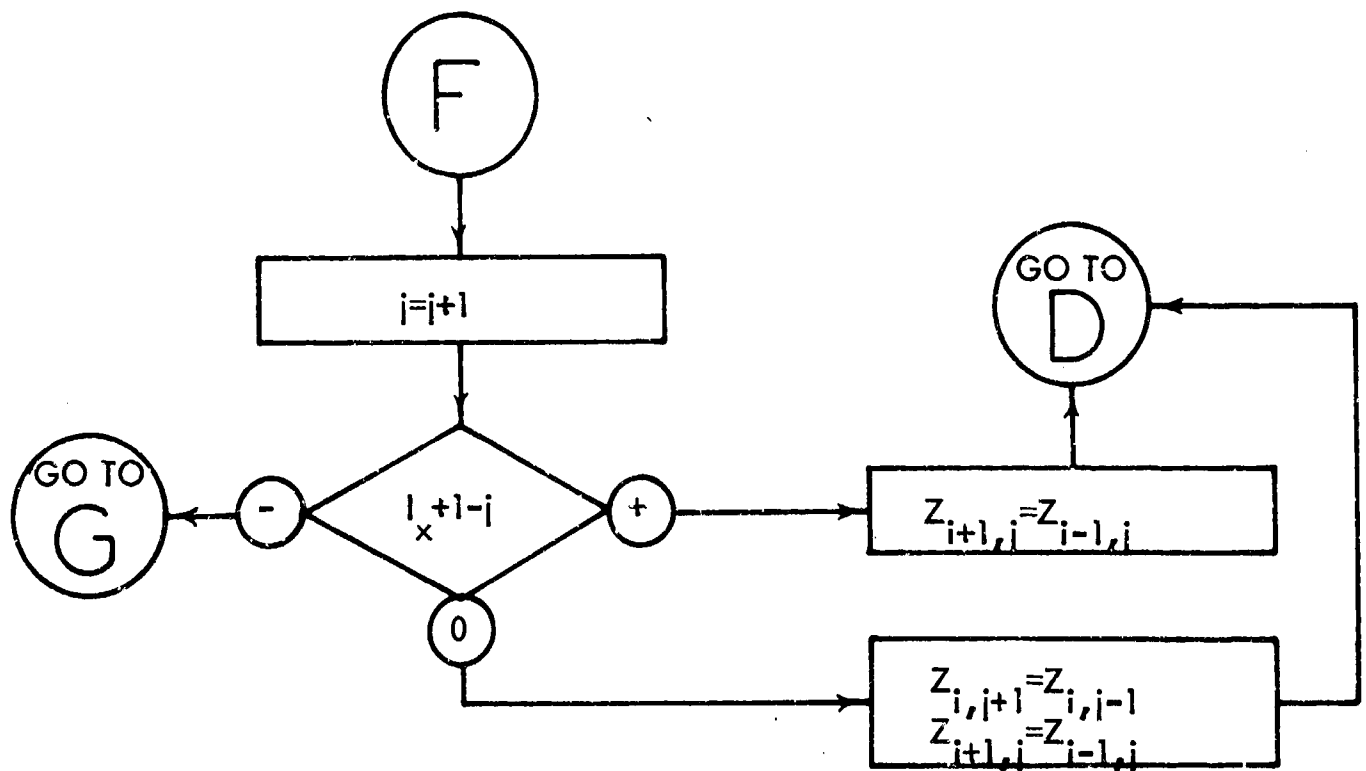 F
j=j+1
GO TO
D
GO TO
G
-
l_x+1-j
+
Z_{i+1,j}=Z_{i-1,j}
0
Z_{i,j+1}=Z_{i,j-1}
Z_{i+1,j}=Z_{i-1,j}